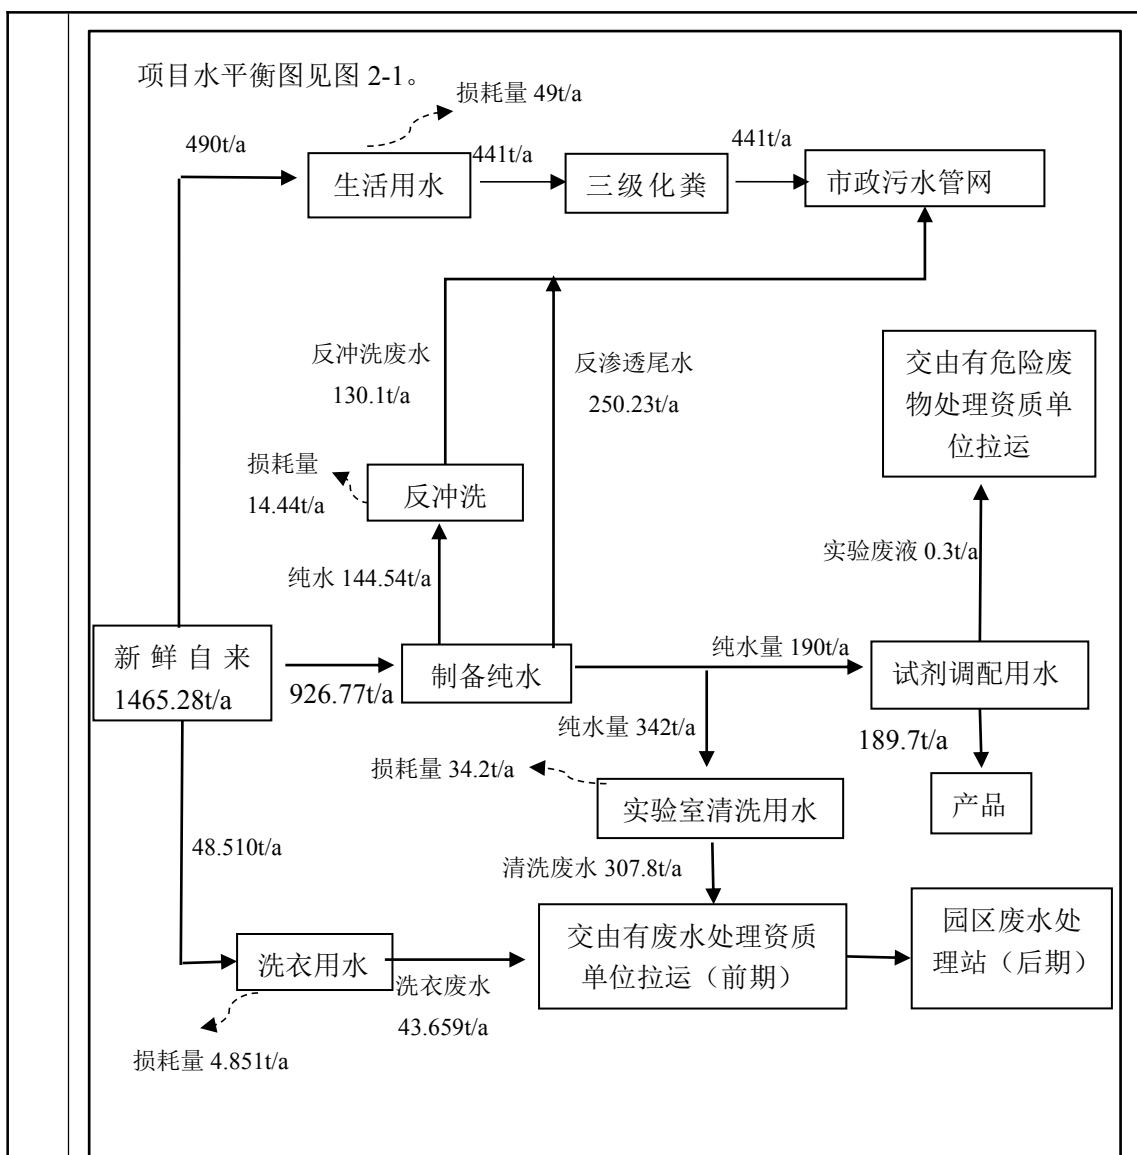 项目水平衡图见图 2-1。
损耗量 49t/a
490t/a
441t/a
441t/a
生活用水
三级化粪
市政污水管网
反冲洗废水
130.1t/a
反渗透尾水
250.23t/a
交由有危险废
物处理资质单
位拉运
损耗量
14.44t/a
反冲洗
实验废液 0.3t/a
纯水 144.54t/a
新鲜自来
1465.28t/a
926.77t/a
制备纯水
纯水量 190t/a
试剂调配用水
纯水量 342t/a
189.7t/a
损耗量 34.2t/a
实验室清洗用水
产品
48.510t/a
清洗废水 307.8t/a
洗衣用水
洗衣废水
43.659t/a
交由有废水处理资质
单位拉运（前期）
园区废水处
理站（后期）
损耗量 4.851t/a